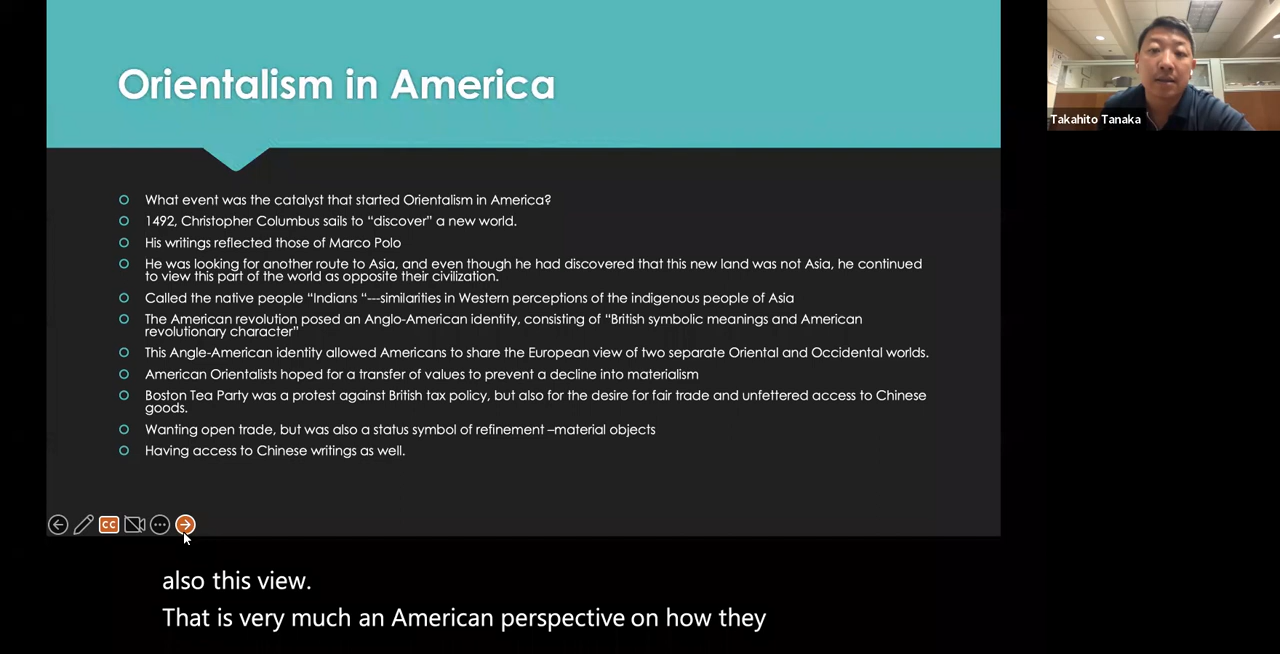 Orientalism in America
Takahito Tanaka
What event was the catalyst that started Orientalism in America?
1492, Christopher Columbus sails to “discover” a new world.
His writings reflected those of Marco Polo
He was looking for another route to Asia, and even though he had discovered that this new land was not Asia, he continued
to view this part of the world as opposite their civilization.
Called the native people “Indians “---similarities in Western perceptions of the indigenous people of Asia
The American revolution posed an Anglo-American identity, consisting of “British symbolic meanings and American
revolutionary character”
This Angle-American identity allowed Americans to share the European view of two separate Oriental and Occidental worlds.
American Orientalists hoped for a transfer of values to prevent a decline into materialism
Boston Tea Party was a protest against British tax policy, but also for the desire for fair trade and unfettered access to Chinese
goods.
Wanting open trade, but was also a status symbol of refinement –material objects
Having access to Chinese writings as well.
CC
also this view.
That is very much an American perspective on how they